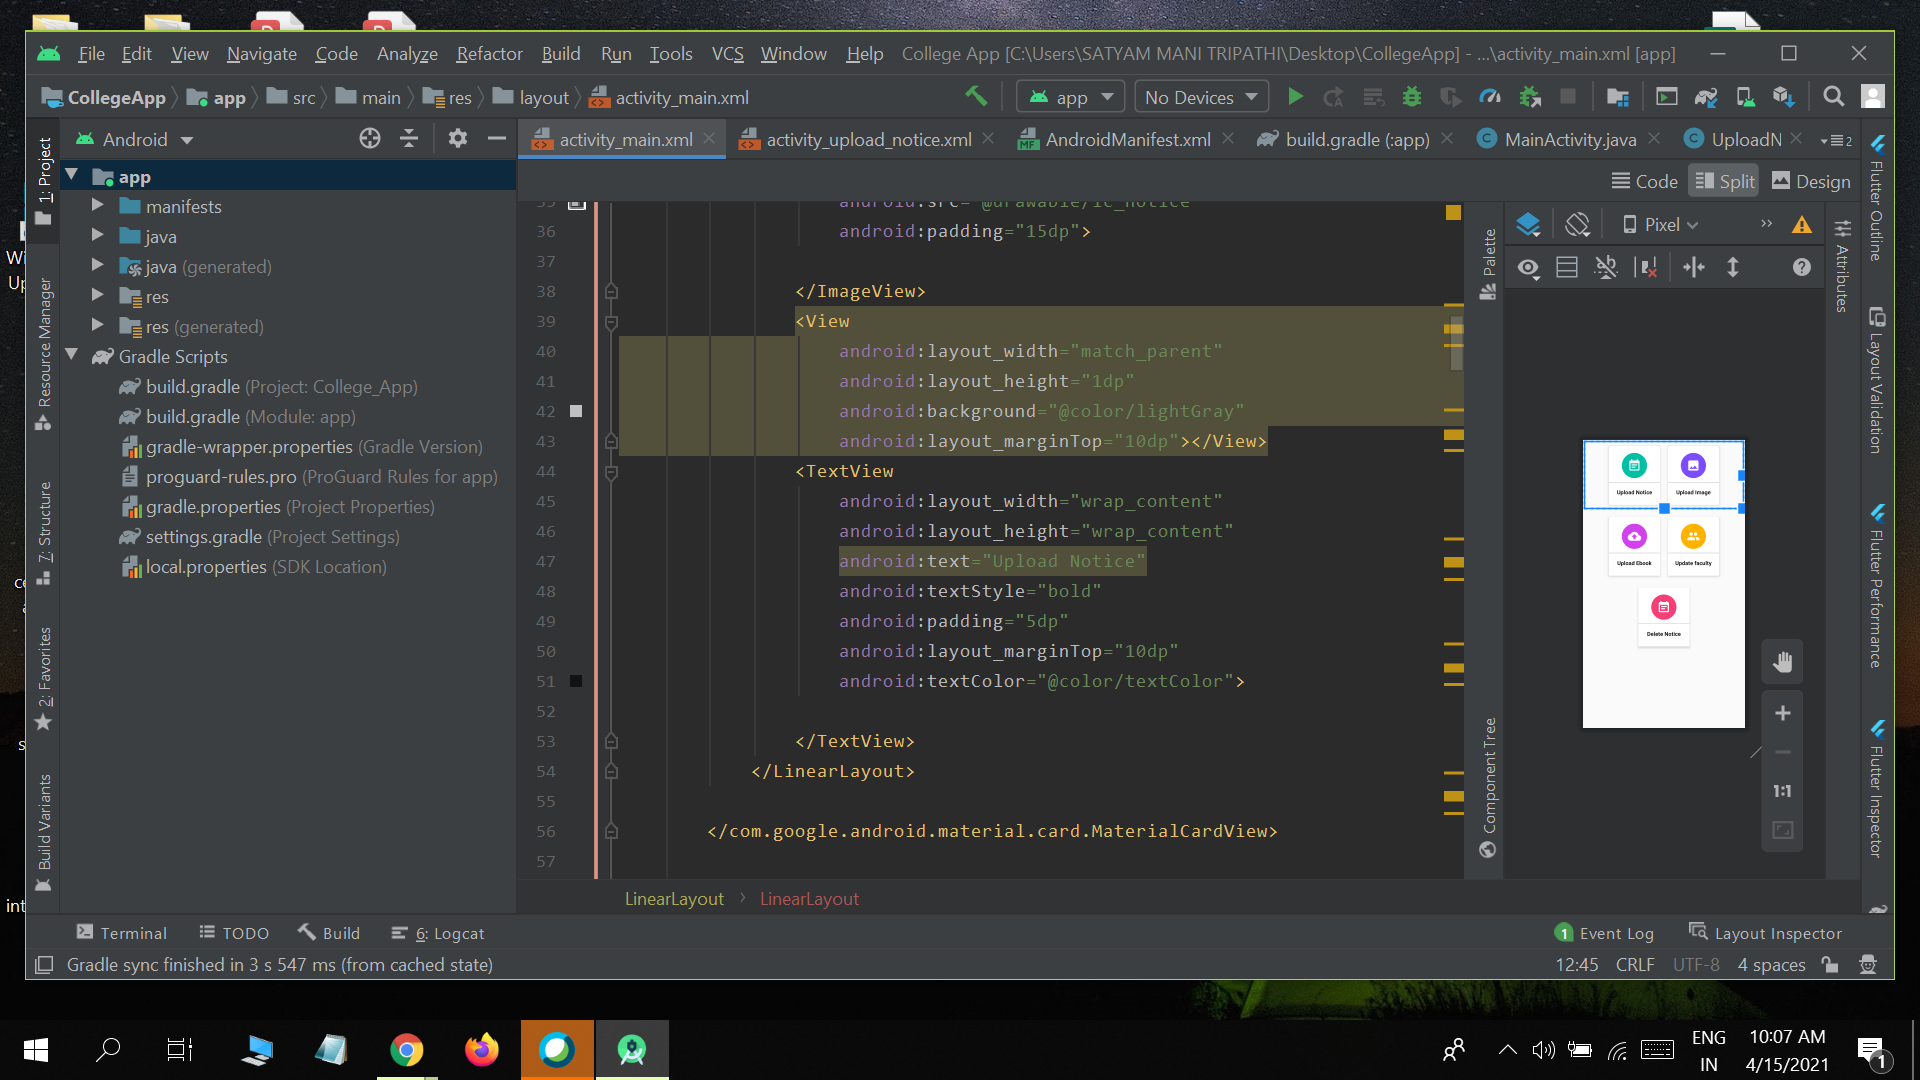 File Edit View Navigate Code Analyze Refactor Build Run Tools VCS Window Help College App [C:\Users\SATYAM MANI TRIPATHI\Desktop\CollegeApp] - ...\activity_main.xml [app]
CollegeApp app src main res layout activity_main.xml app No Devices
Android activity_main.xml activity_upload_notice.xml AndroidManifest.xml build.gradle (:app) MainActivity.java UploadN 2
Code Split Design
Pixel
1: Project
Resource Manager
7: Structure
2: Favorites
Build Variants
app
manifests
java
java (generated)
res
res (generated)
Gradle Scripts
build.gradle (Project: College_App)
build.gradle (Module: app)
gradle-wrapper.properties (Gradle Version)
proguard-rules.pro (ProGuard Rules for app)
gradle.properties (Project Properties)
settings.gradle (Project Settings)
local.properties (SDK Location)
35 android:src="@drawable/ic_notice"
36 android:padding="15dp">
37
38 </ImageView>
39 <View
40 android:layout_width="match_parent"
41 android:layout_height="1dp"
42 android:background="@color/lightGray"
43 android:layout_marginTop="10dp"></View>
44 <TextView
45 android:layout_width="wrap_content"
46 android:layout_height="wrap_content"
47 android:text="Upload Notice"
48 android:textStyle="bold"
49 android:padding="5dp"
50 android:layout_marginTop="10dp"
51 android:textColor="@color/textColor">
52
53 </TextView>
54 </LinearLayout>
55
56 </com.google.android.material.card.MaterialCardView>
57
LinearLayout LinearLayout
Palette
Component Tree
Upload Notice Upload Image
Upload Ebook Update faculty
Delete Notice
1:1
Attributes
Flutter Outline
Layout Validation
Flutter Performance
Flutter Inspector
Terminal TODO Build 6: Logcat 1 Event Log Layout Inspector
Gradle sync finished in 3 s 547 ms (from cached state) 12:45 CRLF UTF-8 4 spaces
Wi
Up
int
ENG 10:07 AM
IN 4/15/2021 1